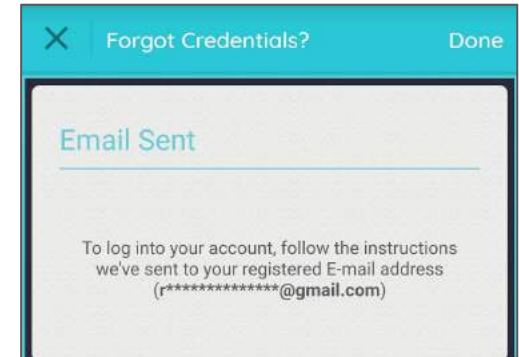 Forgot Credentials? Done
Email Sent
To log into your account, follow the instructions
we've sent to your registered E-mail address
(r**************@gmail.com)